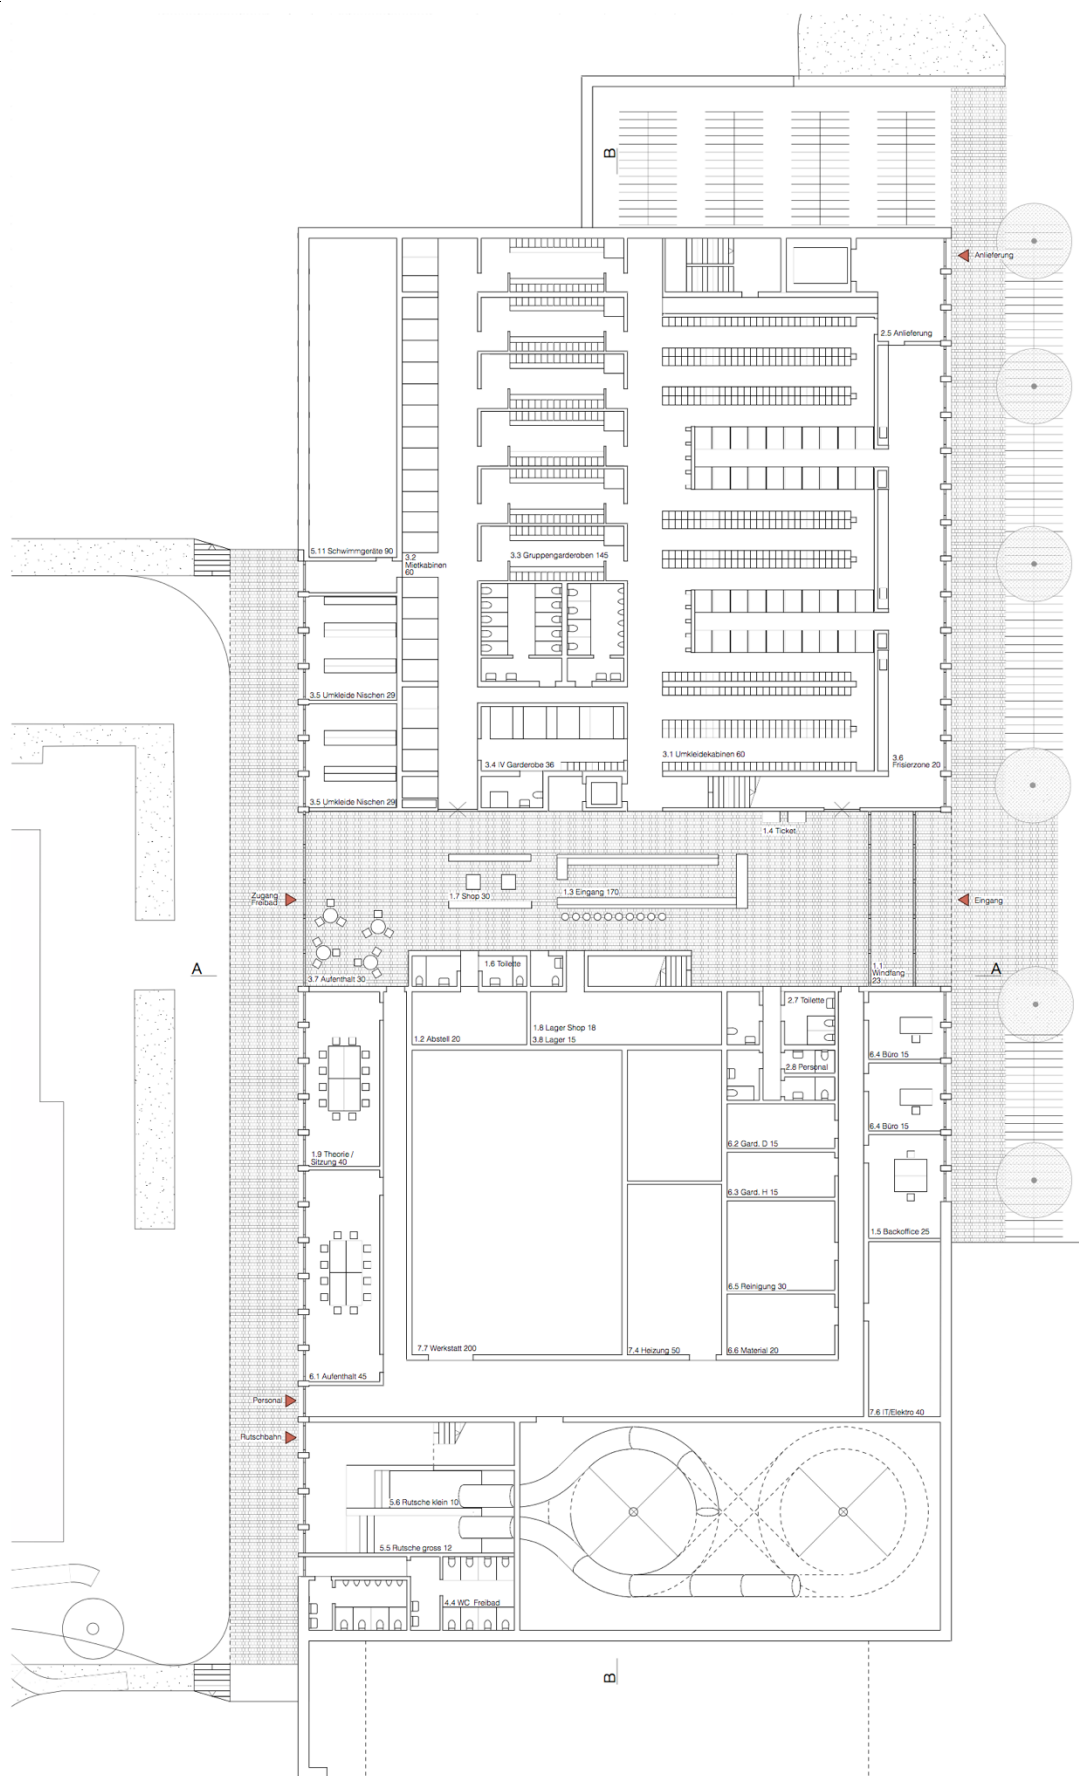 B
Anlieferung
2.5 Anlieferung
5.11 Schwimmgeräte 90
3.2
Mietkabinen
60
3.3 Gruppengarderoben 145
3.5 Umkleide Nischen 29
3.4 IV Garderobe 36
3.1 Umkleidekabinen 60
3.6
Frisierzone 20
3.5 Umkleide Nischen 29
1.4 Ticket
Zugang
Freibad
1.7 Shop 30
1.3 Eingang 170
Eingang
A
3.7 Aufenthalt 30
1.6 Toilette
1.1
Windfang
23
A
2.7 Toilette
1.2 Abstell 20
1.8 Lager Shop 18
3.8 Lager 15
6.4 Büro 15
2.8 Personal
6.4 Büro 15
6.2 Gard. D 15
1.9 Theorie /
Sitzung 40
6.3 Gard. H 15
1.5 Backoffice 25
6.5 Reinigung 30
7.7 Werkstatt 200
7.4 Heizung 50
6.6 Material 20
6.1 Aufenthalt 45
Personal
7.6 IT/Elektro 40
Rutschbahn
5.6 Rutsche klein 10
5.5 Rutsche gross 12
4.4 WC Freibad
B